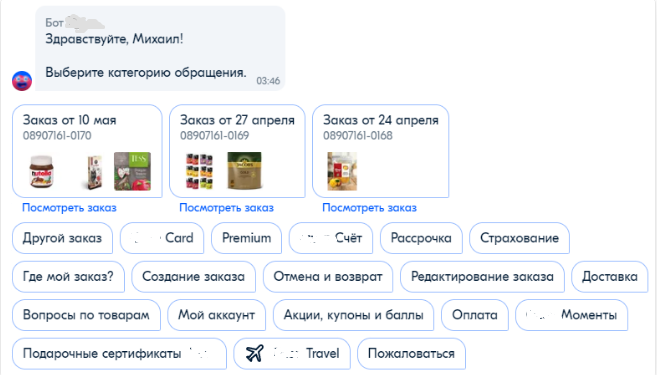 Бот
Здравствуйте, Михаил!
Выберите категорию обращения.
03:46
Заказ от 10 мая
08907161-0170
Посмотреть заказ
Заказ от 27 апреля
08907161-0169
Посмотреть заказ
Заказ от 24 апреля
08907161-0168
Посмотреть заказ
nutella
TESS
Другой заказ
Card
Premium
Счёт
Рассрочка
Страхование
Где мой заказ?
Создание заказа
Отмена и возврат
Редактирование заказа
Доставка
Вопросы по товарам
Мой аккаунт
Акции, купоны и баллы
Оплата
Моменты
Подарочные сертификаты
Travel
Пожаловаться